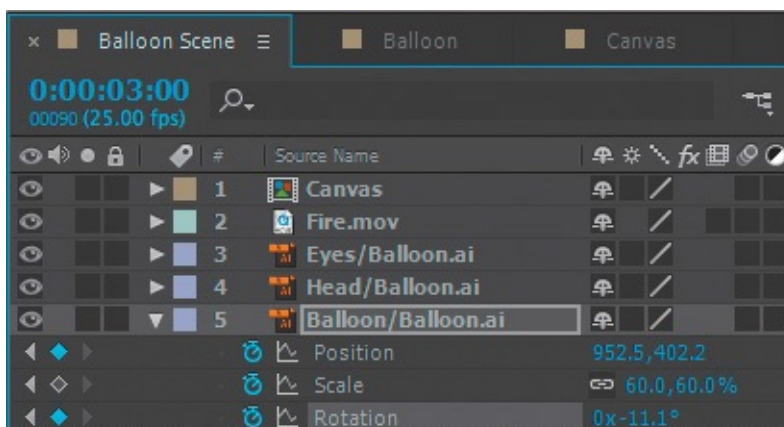 × Balloon Scene ≡ Balloon Canvas
0:00:03:00
00090 (25.00 fps)
# Source Name fx
1 Canvas
2 Fire.mov
3 Eyes/Balloon.ai
4 Head/Balloon.ai
5 Balloon/Balloon.ai
Position 952.5,402.2
Scale 60.0,60.0%
Rotation 0x-11.1°